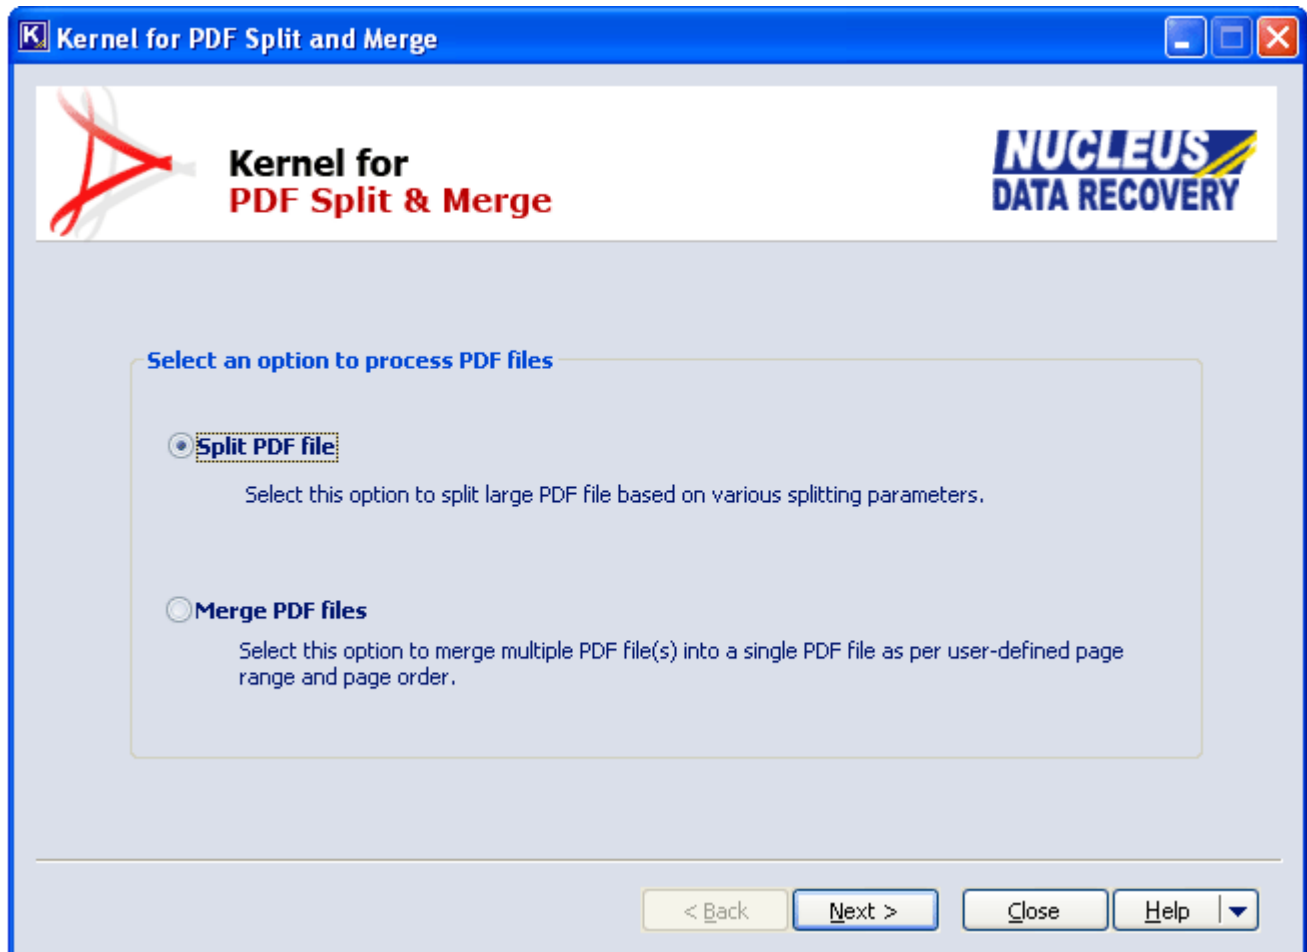 Kernel for PDF Split and Merge
Kernel for
PDF Split & Merge
NUCLEUS
DATA RECOVERY
Select an option to process PDF files
Split PDF file
Select this option to split large PDF file based on various splitting parameters.
Merge PDF files
Select this option to merge multiple PDF file(s) into a single PDF file as per user-defined page
range and page order.
< Back Next > Close Help